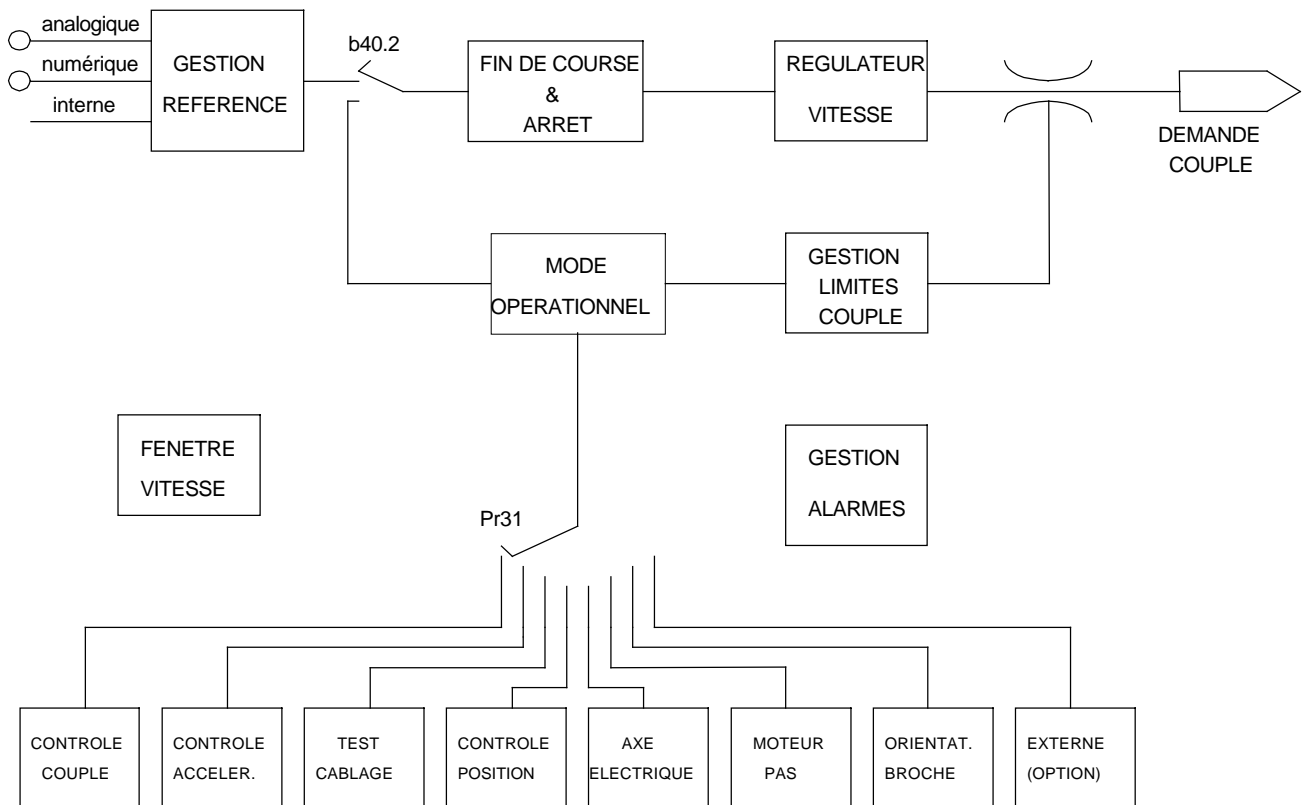 analogique
numérique
interne
GESTION
REFERENCE
b40.2
FIN DE COURSE
&
ARRET
REGULATEUR
VITESSE
DEMANDE
COUPLE
MODE
OPERATIONNEL
GESTION
LIMITES
COUPLE
FENETRE
VITESSE
GESTION
ALARMES
Pr31
CONTROLE
COUPLE
CONTROLE
ACCELER.
TEST
CABLAGE
CONTROLE
POSITION
AXE
ELECTRIQUE
MOTEUR
PAS
ORIENTAT.
BROCHE
EXTERNE
(OPTION)